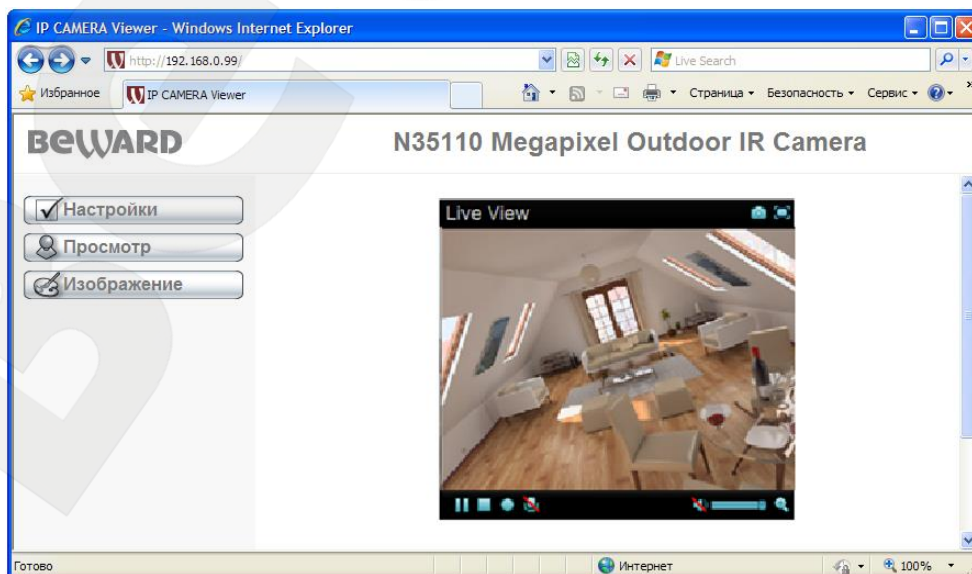 IP CAMERA Viewer - Windows Internet Explorer
http://192.168.0.99/
Live Search
Избранное
IP CAMERA Viewer
Страница
Безопасность
Сервис
BEWARD
N35110 Megapixel Outdoor IR Camera
Настройки
Просмотр
Изображение
Live View
Готово
Интернет
100%